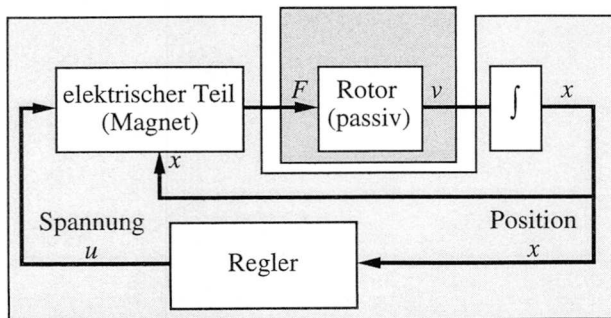 elektrischer Teil
(Magnet)
F
Rotor
(passiv)
v
∫
x
x
Spannung
u
Regler
Position
x